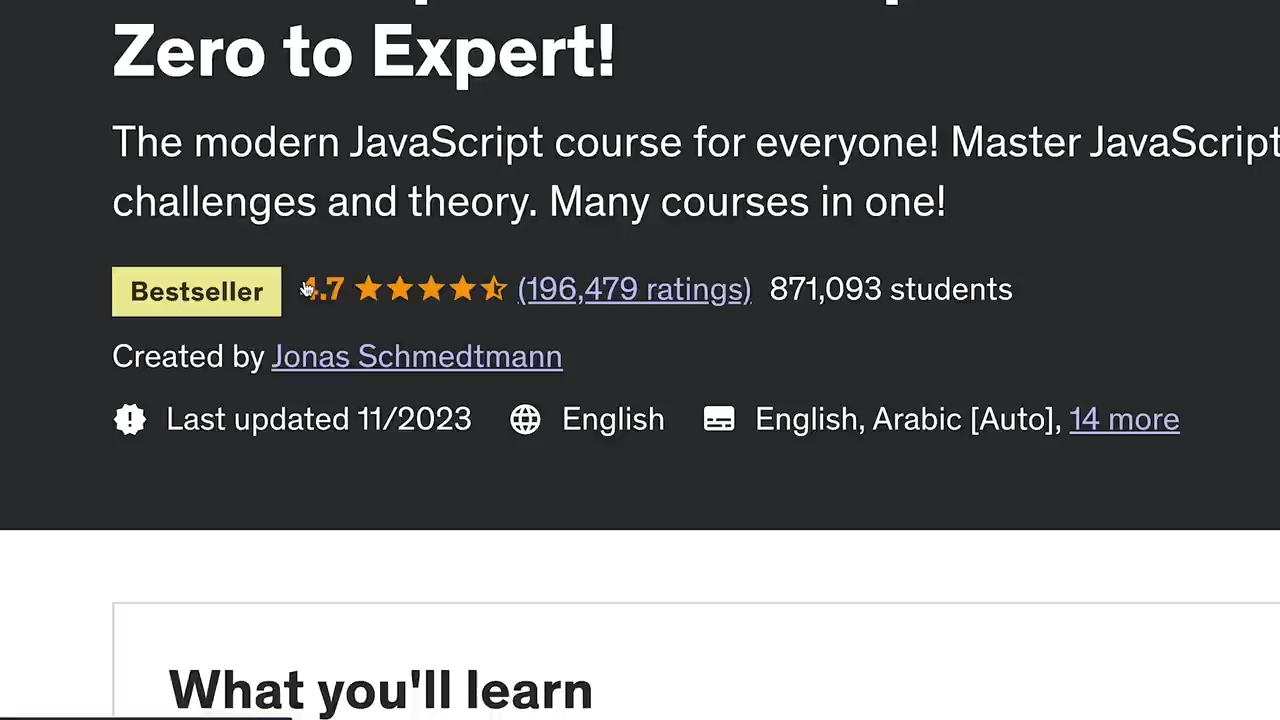 Zero to Expert!
The modern JavaScript course for everyone! Master JavaScript
challenges and theory. Many courses in one!
Bestseller 4.7 (196,479 ratings) 871,093 students
Created by Jonas Schmedtmann
Last updated 11/2023 English English, Arabic [Auto], 14 more
What you'll learn